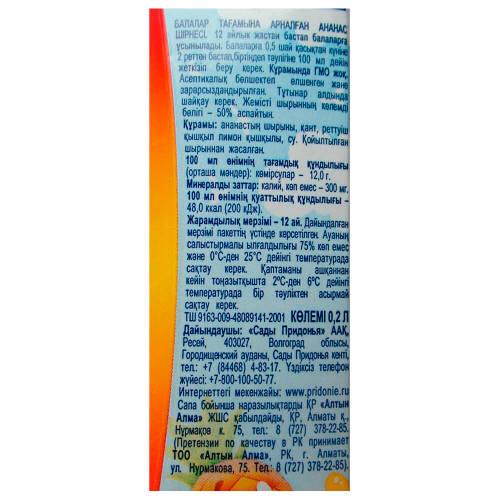 БАЛАЛАР ТАҒАМЫНА АРНАЛҒАН АНАНАС
ШІРНЕСІ. 12 айлык жастан бастап балаларға
ұсынылады. Балаларға 0,5 шай қасықтан күніне
2 реттен бастап,біртіндеп тәулігіне 100 мл дейін
жеткізіп беру керек. Құрамында ГМО жоқ.
Асептикалық бөлшектеп өлшенген және
зарарсыздандырылған. Тұтынар алдында
шайқау керек. Жемісті шырынның көлемді
бөлігі – 50% аспайтын.
Құрамы: ананастың шырыны, қант, реттуіш
қышқыл лимон қышқылы, су. Қойылтылған
шырыннан жасалған.
100 мл өнімнің тағамдық құндылығы
(орташа мәндер): көмірсулар – 12,0 г.
Минералды заттар: калий, көп емес – 300 мг.
100 мл өнімнің қуаттылық құндылығы –
48,0 ккал (200 кДж).
Жарамдылық мерзімі – 12 ай. Дайындалған
мерзімі пакеттің үстінде көрсетілген. Ауаның
салыстырмалы ылғалдылығы 75% көп емес
және 0°С-ден 25°С дейінгі температурада
сақтау керек. Қаптаманы ашқаннан
кейін тоңазытқышта 2°С-ден 6°С дейінгі
температурада бір тәуліктен асырмай
сақтау керек.
ТШ 9163-009-48089141-2001 КӨЛЕМІ 0,2 Л
Дайындаушы: «Сады Придонья» ААҚ,
Ресей, 403027, Волгоград облысы,
Городищенский ауданы, Сады Придонья кенті,
тел.: +7 (84468) 4-83-17. Үздіксіз телефон
жүйесі: +7-800-100-50-77.
Интернеттегі мекенжайы: www.pridonie.ru
Сапа бойынша наразылықтарды ҚР «Алтын
Алма» ЖШС қабылдайды, ҚР, Алматы қ.,
Нурмаков к. 75, тел.: 8 (727) 378-22-85.
(Претензии по качеству в РК принимает
ТОО «Алтын Алма», РК, г. Алматы,
ул. Нурмакова, 75. Тел.: 8 (727) 378-22-85).